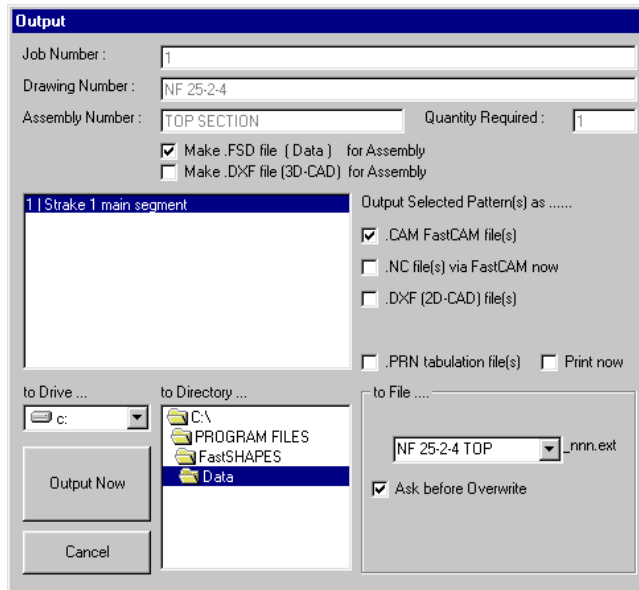 Output
Job Number :
1
Drawing Number :
NF 25-2-4
Assembly Number :
TOP SECTION
Quantity Required :
1
Make .FSD file ( Data ) for Assembly
Make .DXF file (3D-CAD) for Assembly
1 | Strake 1 main segment
Output Selected Pattern(s) as ......
.CAM FastCAM file(s)
.NC file(s) via FastCAM now
.DXF (2D-CAD) file(s)
.PRN tabulation file(s)
Print now
to Drive ...
c:
to Directory ...
C:\
PROGRAM FILES
FastSHAPES
Data
to File ....
NF 25-2-4 TOP
_nnn.ext
Ask before Overwrite
Output Now
Cancel